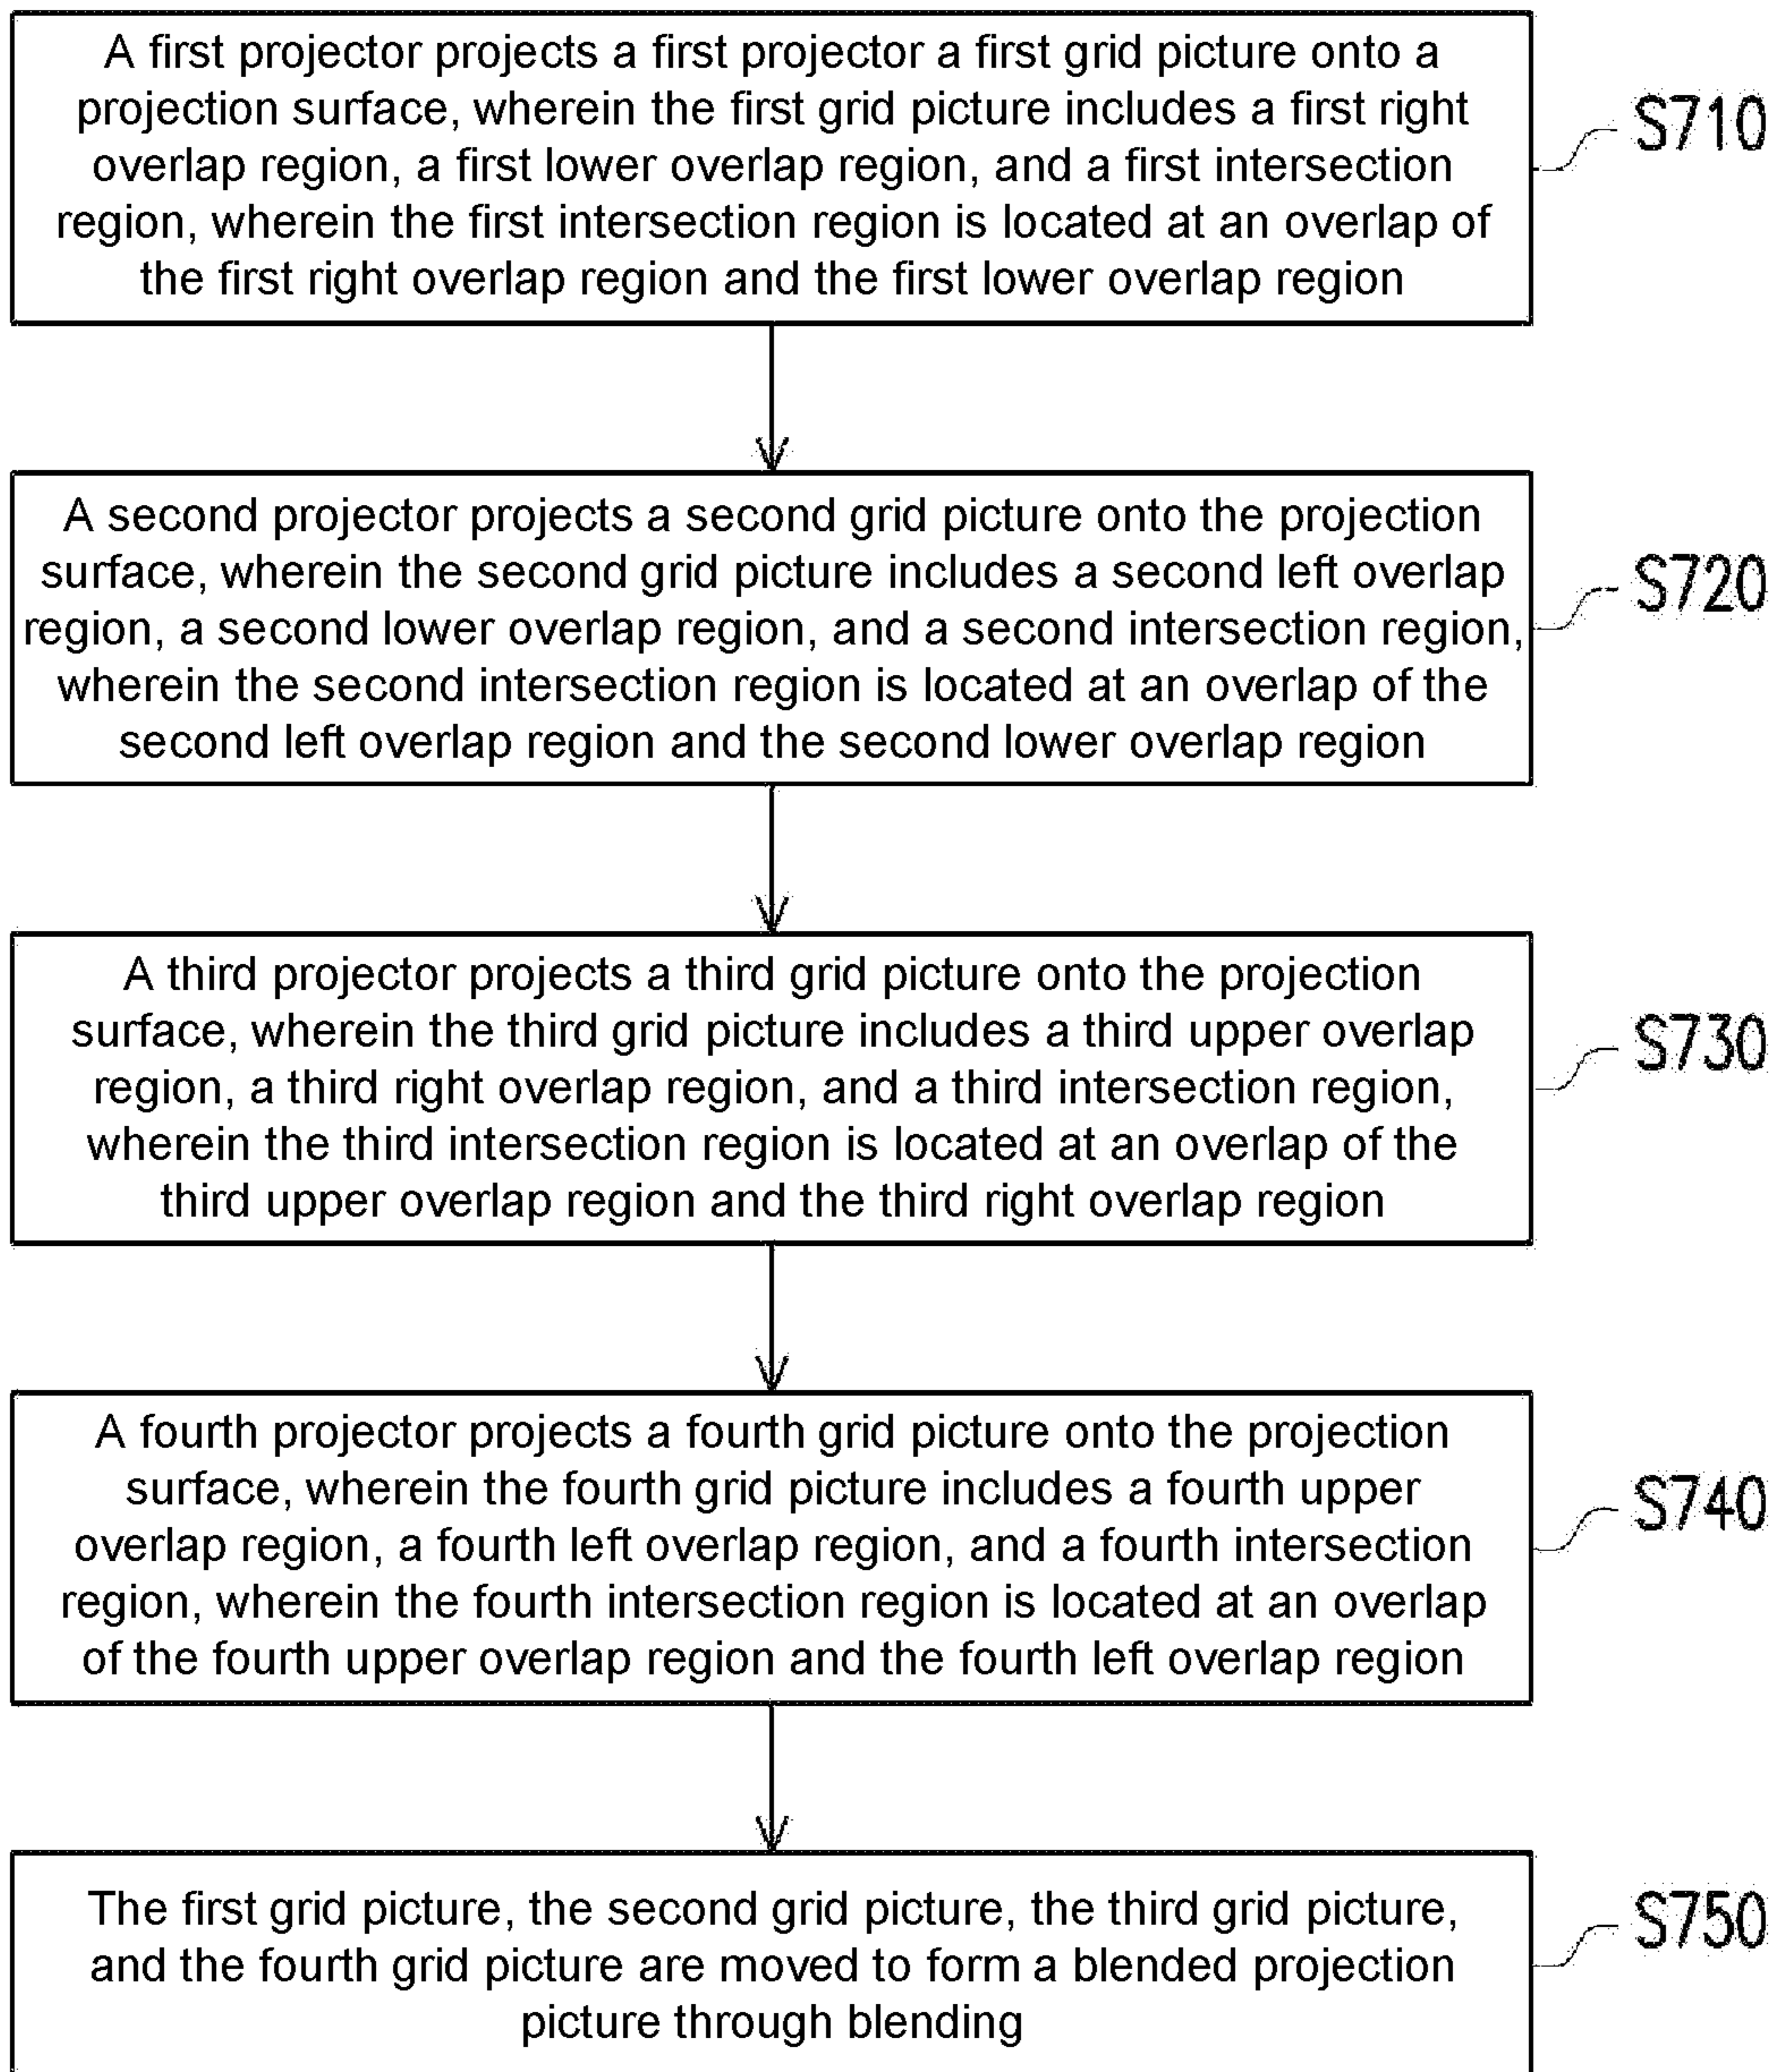 A first projector projects a first projector a first grid picture onto a
projection surface, wherein the first grid picture includes a first right
overlap region, a first lower overlap region, and a first intersection
region, wherein the first intersection region is located at an overlap of
the first right overlap region and the first lower overlap region
S710
A second projector projects a second grid picture onto the projection
surface, wherein the second grid picture includes a second left overlap
region, a second lower overlap region, and a second intersection region,
wherein the second intersection region is located at an overlap of the
second left overlap region and the second lower overlap region
S720
A third projector projects a third grid picture onto the projection
surface, wherein the third grid picture includes a third upper overlap
region, a third right overlap region, and a third intersection region,
wherein the third intersection region is located at an overlap of the
third upper overlap region and the third right overlap region
S730
A fourth projector projects a fourth grid picture onto the projection
surface, wherein the fourth grid picture includes a fourth upper
overlap region, a fourth left overlap region, and a fourth intersection
region, wherein the fourth intersection region is located at an overlap
of the fourth upper overlap region and the fourth left overlap region
S740
The first grid picture, the second grid picture, the third grid picture,
and the fourth grid picture are moved to form a blended projection
picture through blending
S750